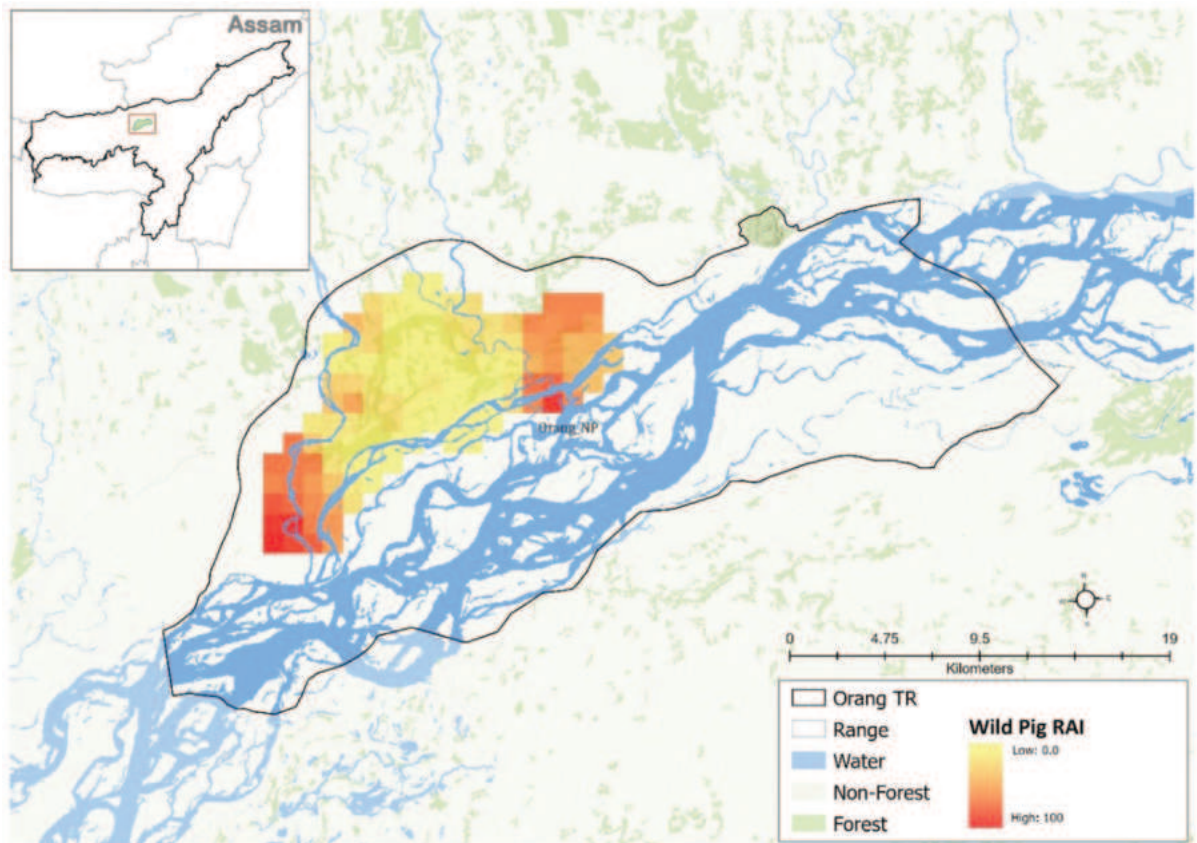 Assam
Orang NP
0 4.75 9.5 19
Kilometers
Orang TR
Range
Water
Non-Forest
Forest
Wild Pig RAI
Low: 0.0
High: 100